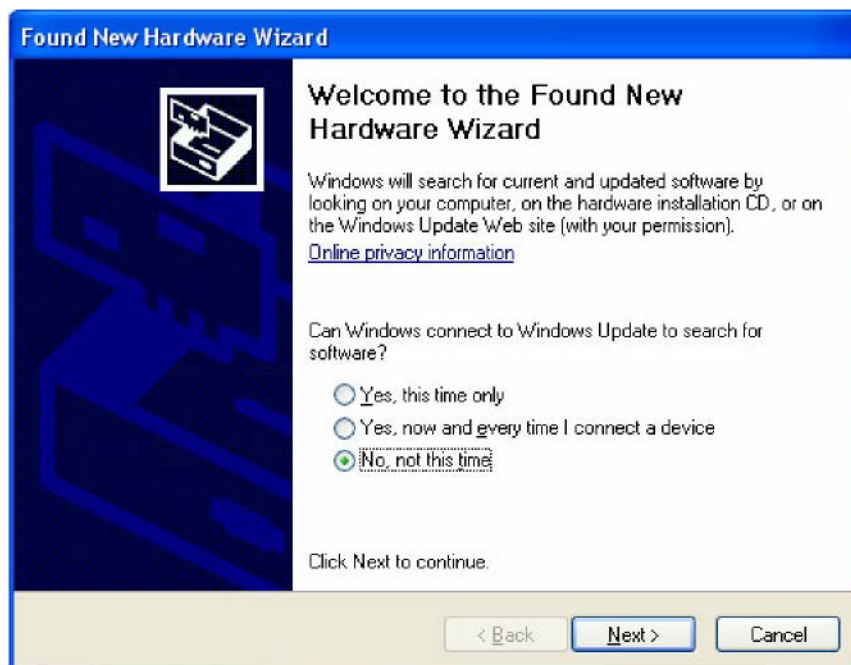 Found New Hardware Wizard
Welcome to the Found New
Hardware Wizard
Windows will search for current and updated software by
looking on your computer, on the hardware installation CD, or on
the Windows Update Web site (with your permission).
Online privacy information
Can Windows connect to Windows Update to search for
software?
Yes, this time only
Yes, now and every time I connect a device
No, not this time
Click Next to continue.
< Back
Next >
Cancel